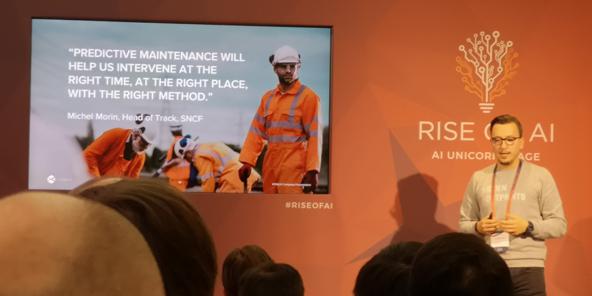 “PREDICTIVE MAINTENANCE WILL
HELP US INTERVENE AT THE
RIGHT TIME, AT THE RIGHT PLACE,
WITH THE RIGHT METHOD.”
Michel Morin, Head of Track, SNCF
#RISEOFAI
RISE OF AI
AI UNICORN STAGE